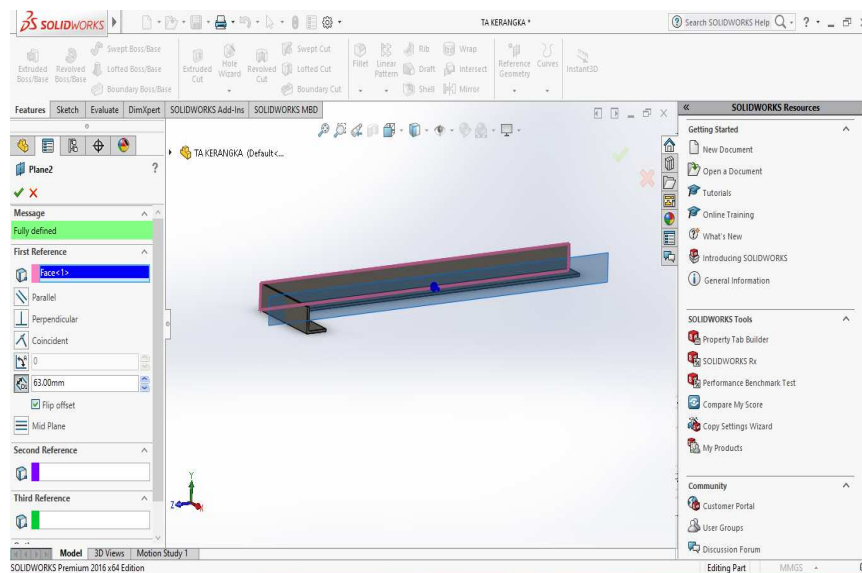 SOLIDWORKS
TA KERANGKA *
Search SOLIDWORKS Help
Extruded Boss/Base
Revolved Boss/Base
Swept Boss/Base
Lofted Boss/Base
Boundary Boss/Base
Extruded Cut
Hole Wizard
Revolved Cut
Swept Cut
Lofted Cut
Boundary Cut
Fillet
Linear Pattern
Rib
Draft
Shell
Wrap
Intersect
Mirror
Reference Geometry
Curves
Instant3D
Features
Sketch
Evaluate
DimXpert
SOLIDWORKS Add-Ins
SOLIDWORKS MBD
TA KERANGKA (Default<...
Plane2
?
Message
Fully defined
First Reference
Face<1>
Parallel
Perpendicular
Coincident
0
63.00mm
Flip offset
Mid Plane
Second Reference
Third Reference
Y
Z
X
Model
3D Views
Motion Study 1
SOLIDWORKS Resources
Getting Started
New Document
Open a Document
Tutorials
Online Training
What's New
Introducing SOLIDWORKS
General Information
SOLIDWORKS Tools
Property Tab Builder
SOLIDWORKS Rx
Performance Benchmark Test
Compare My Score
Copy Settings Wizard
My Products
Community
Customer Portal
User Groups
Discussion Forum
SOLIDWORKS Premium 2016 x64 Edition
Editing Part
MMGS